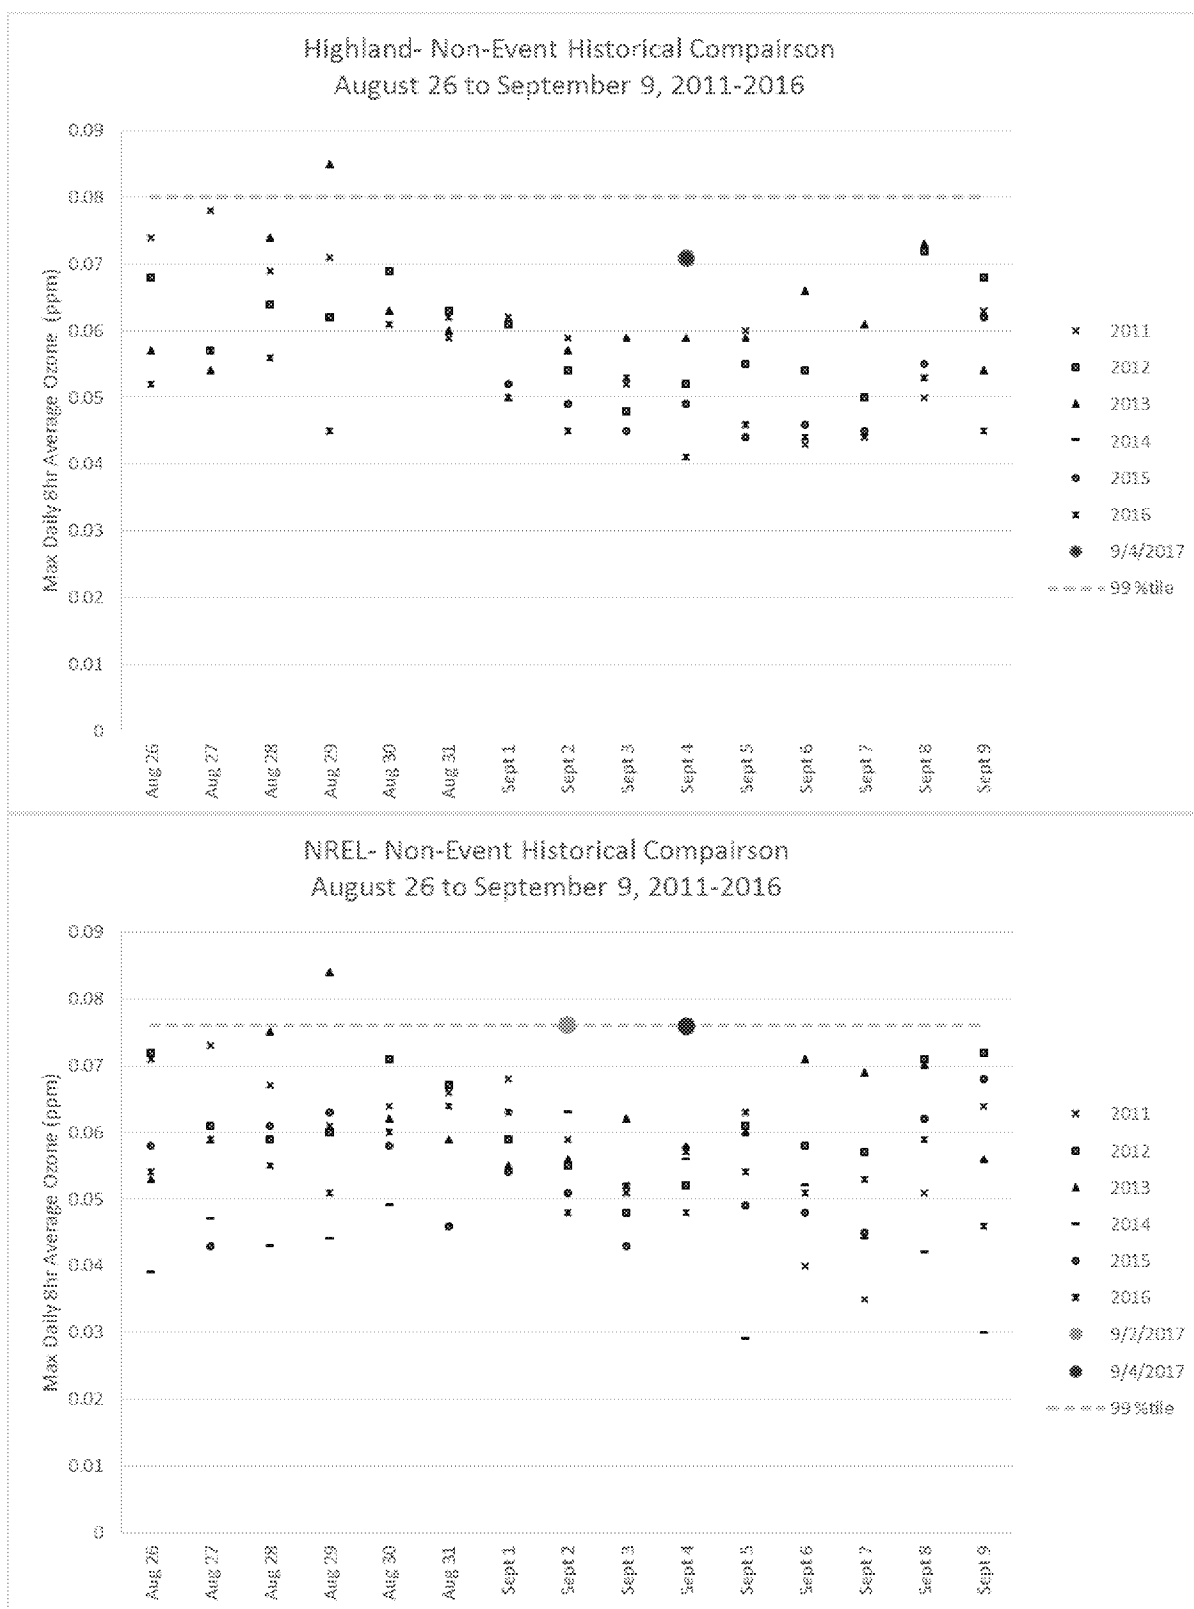 Highland- Non-Event Historical Compairson
August 26 to September 9, 2011-2016
Max Daily 8hr Average Ozone (ppm)
0.09
0.08
0.07
0.06
0.05
0.04
0.03
0.02
0.01
0
Aug 26
Aug 27
Aug 28
Aug 29
Aug 30
Aug 31
Sept 1
Sept 2
Sept 3
Sept 4
Sept 5
Sept 6
Sept 7
Sept 8
Sept 9
2011
2012
2013
2014
2015
2016
9/4/2017
99 %tile
NREL- Non-Event Historical Compairson
August 26 to September 9, 2011-2016
Max Daily 8hr Average Ozone (ppm)
0.09
0.08
0.07
0.06
0.05
0.04
0.03
0.02
0.01
0
Aug 26
Aug 27
Aug 28
Aug 29
Aug 30
Aug 31
Sept 1
Sept 2
Sept 3
Sept 4
Sept 5
Sept 6
Sept 7
Sept 8
Sept 9
2011
2012
2013
2014
2015
2016
9/2/2017
9/4/2017
99 %tile